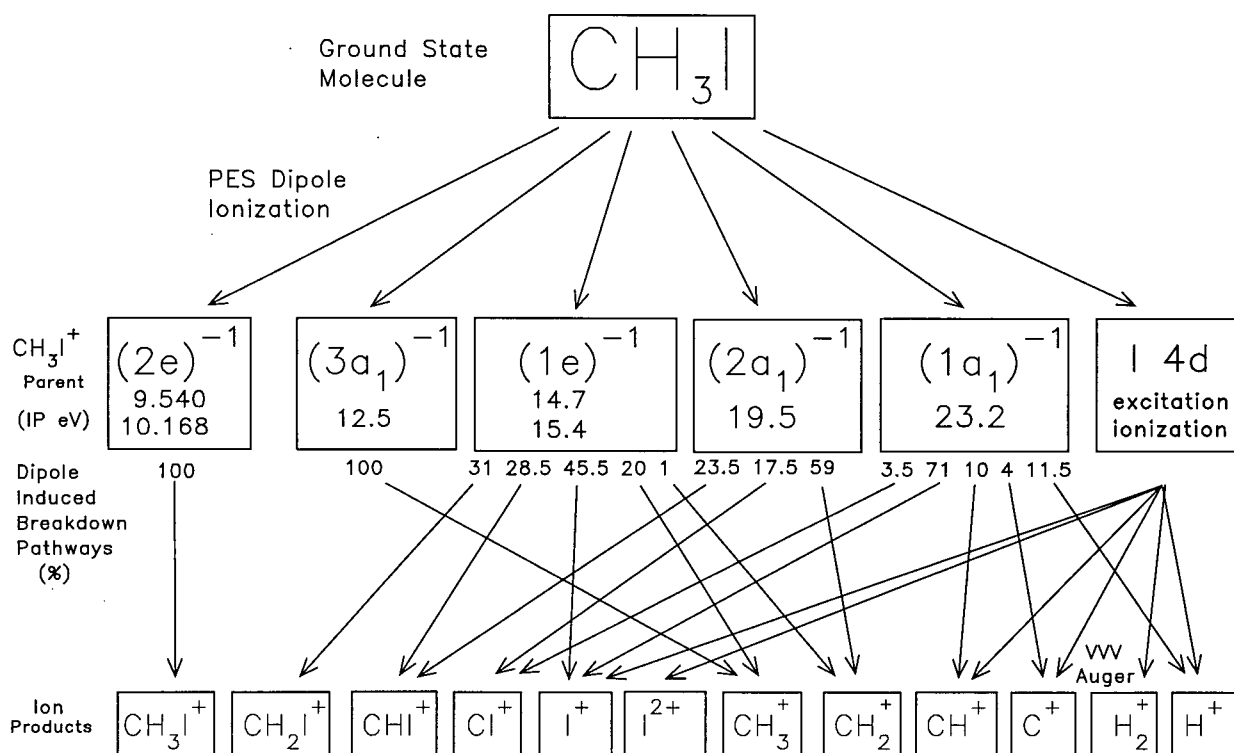 Ground State
Molecule
CH₃I
PES Dipole
Ionization
CH₃I⁺
Parent
(IP eV)
(2e)⁻¹
9.540
10.168
(3a₁)⁻¹
12.5
(1e)⁻¹
14.7
15.4
(2a₁)⁻¹
19.5
(1a₁)⁻¹
23.2
I 4d
excitation
ionization
Dipole
Induced
Breakdown
Pathways
(%)
100
100
31 28.5 45.5 20 1
23.5 17.5 59
3.5 71 10 4 11.5
Auger
Ion
Products
CH₃I⁺
CH₂I⁺
CHI⁺
CI⁺
I⁺
I²⁺
CH₃⁺
CH₂⁺
CH⁺
C⁺
H₂⁺
H⁺